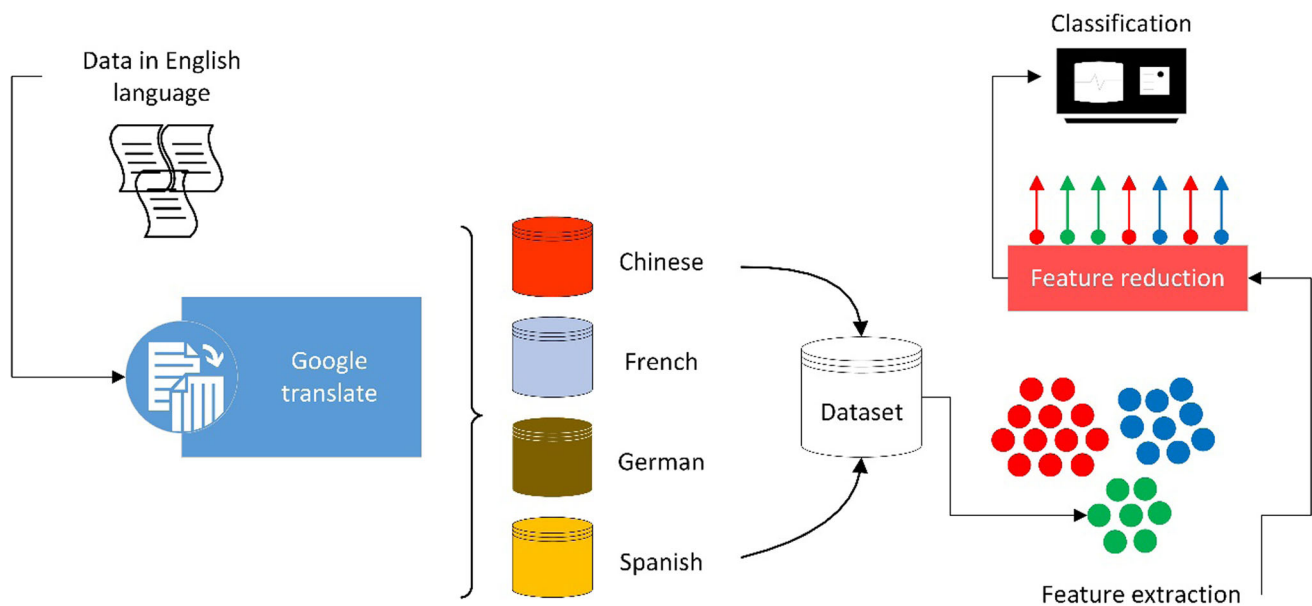 Data in English
language
Google
translate
Chinese
French
German
Spanish
Dataset
Classification
Feature reduction
Feature extraction